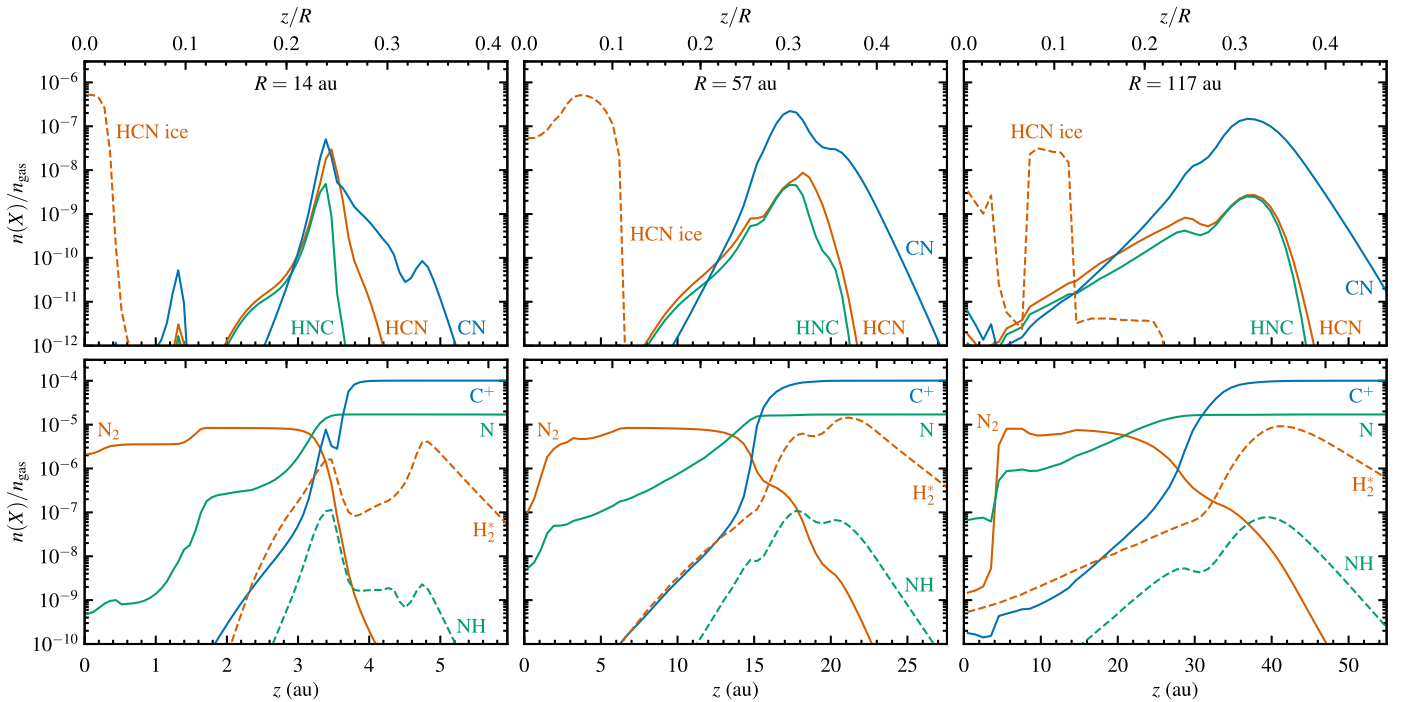 z/R z/R z/R
0.0 0.1 0.2 0.3 0.4 0.0 0.1 0.2 0.3 0.4 0.0 0.1 0.2 0.3 0.4
R = 14 au R = 57 au R = 117 au
n(X)/n_gas
10⁻⁶
10⁻⁷
10⁻⁸
10⁻⁹
10⁻¹⁰
10⁻¹¹
10⁻¹²
HCN ice
HNC
HCN
CN
HCN ice
CN
HNC
HCN
HCN ice
CN
HNC
HCN
n(X)/n_gas
10⁻⁴
10⁻⁵
10⁻⁶
10⁻⁷
10⁻⁸
10⁻⁹
10⁻¹⁰
N₂
C⁺
N
H₂*
NH
N₂
C⁺
N
H₂*
NH
N₂
C⁺
N
H₂*
NH
0 1 2 3 4 5 0 5 10 15 20 25 0 10 20 30 40 50
z (au) z (au) z (au)